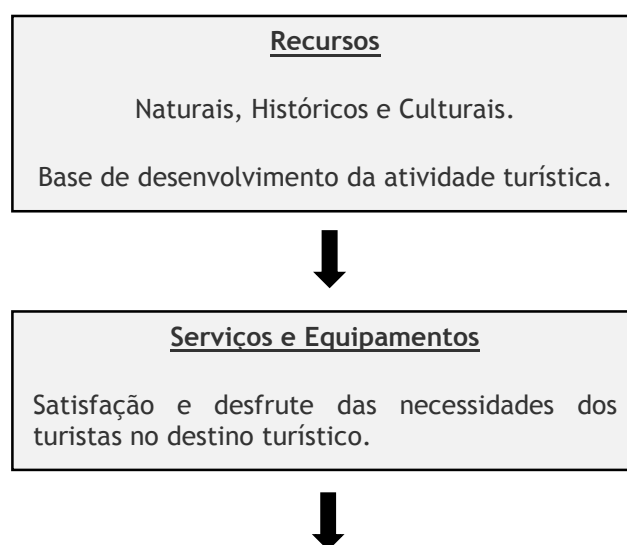 Recursos
Naturais, Históricos e Culturais.
Base de desenvolvimento da atividade turística.
Serviços e Equipamentos
Satisfação e desfrute das necessidades dos
turistas no destino turístico.